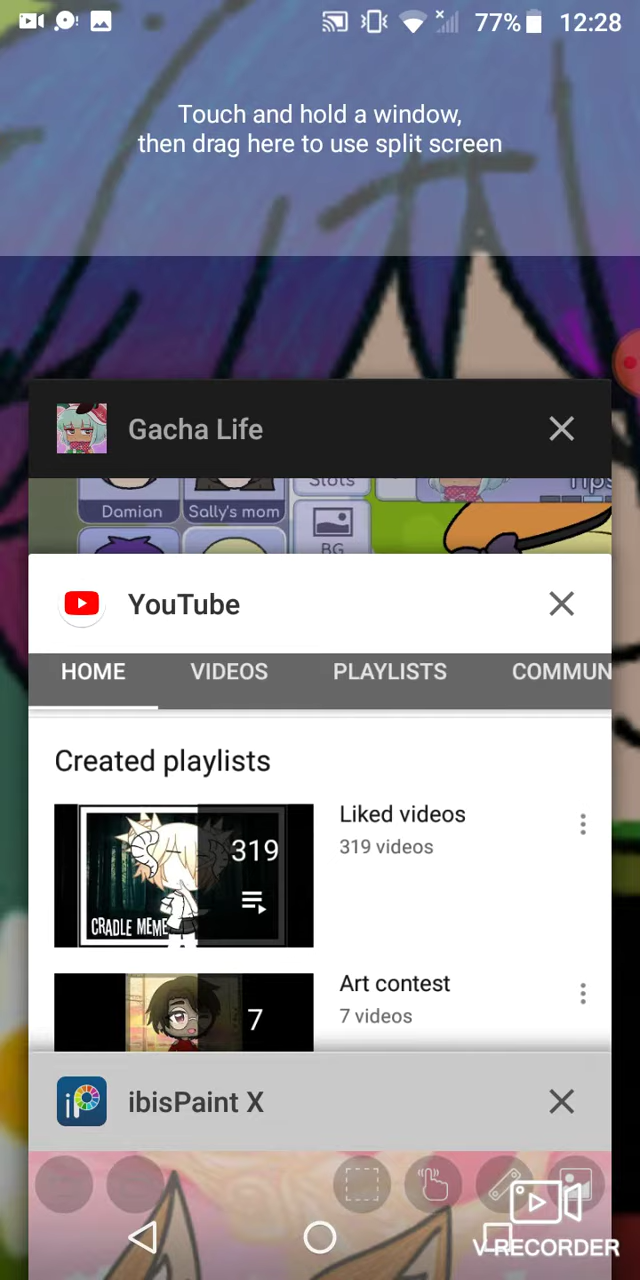 77% 12:28
Touch and hold a window,
then drag here to use split screen
Gacha Life
Slots
Tips
Damian Sally's mom
BG
YouTube
HOME VIDEOS PLAYLISTS COMMUN
Created playlists
Liked videos
319
319 videos
CRADLE MEME
Art contest
7
7 videos
ibisPaint X
V-RECORDER